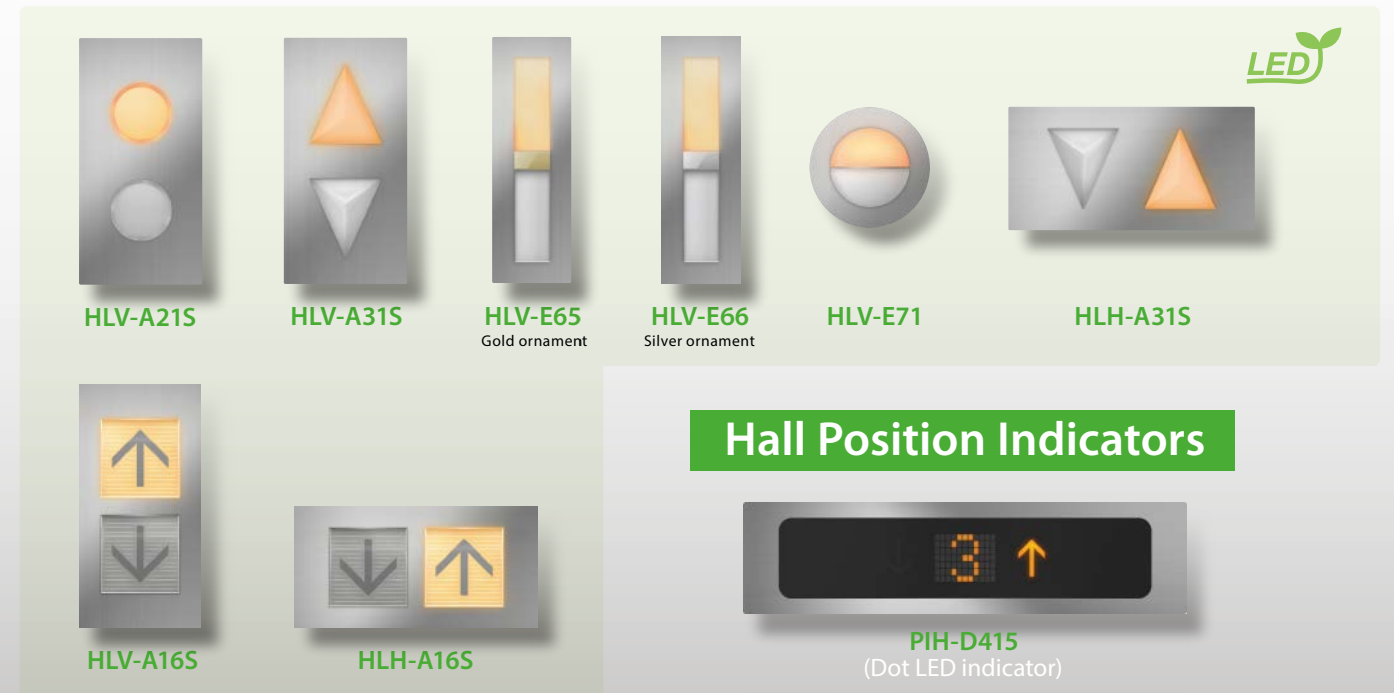 LED
HLV-A21S
HLV-A31S
HLV-E65
Gold ornament
HLV-E66
Silver ornament
HLV-E71
HLH-A31S
HLV-A16S
HLH-A16S
Hall Position Indicators
3
PIH-D415
(Dot LED indicator)